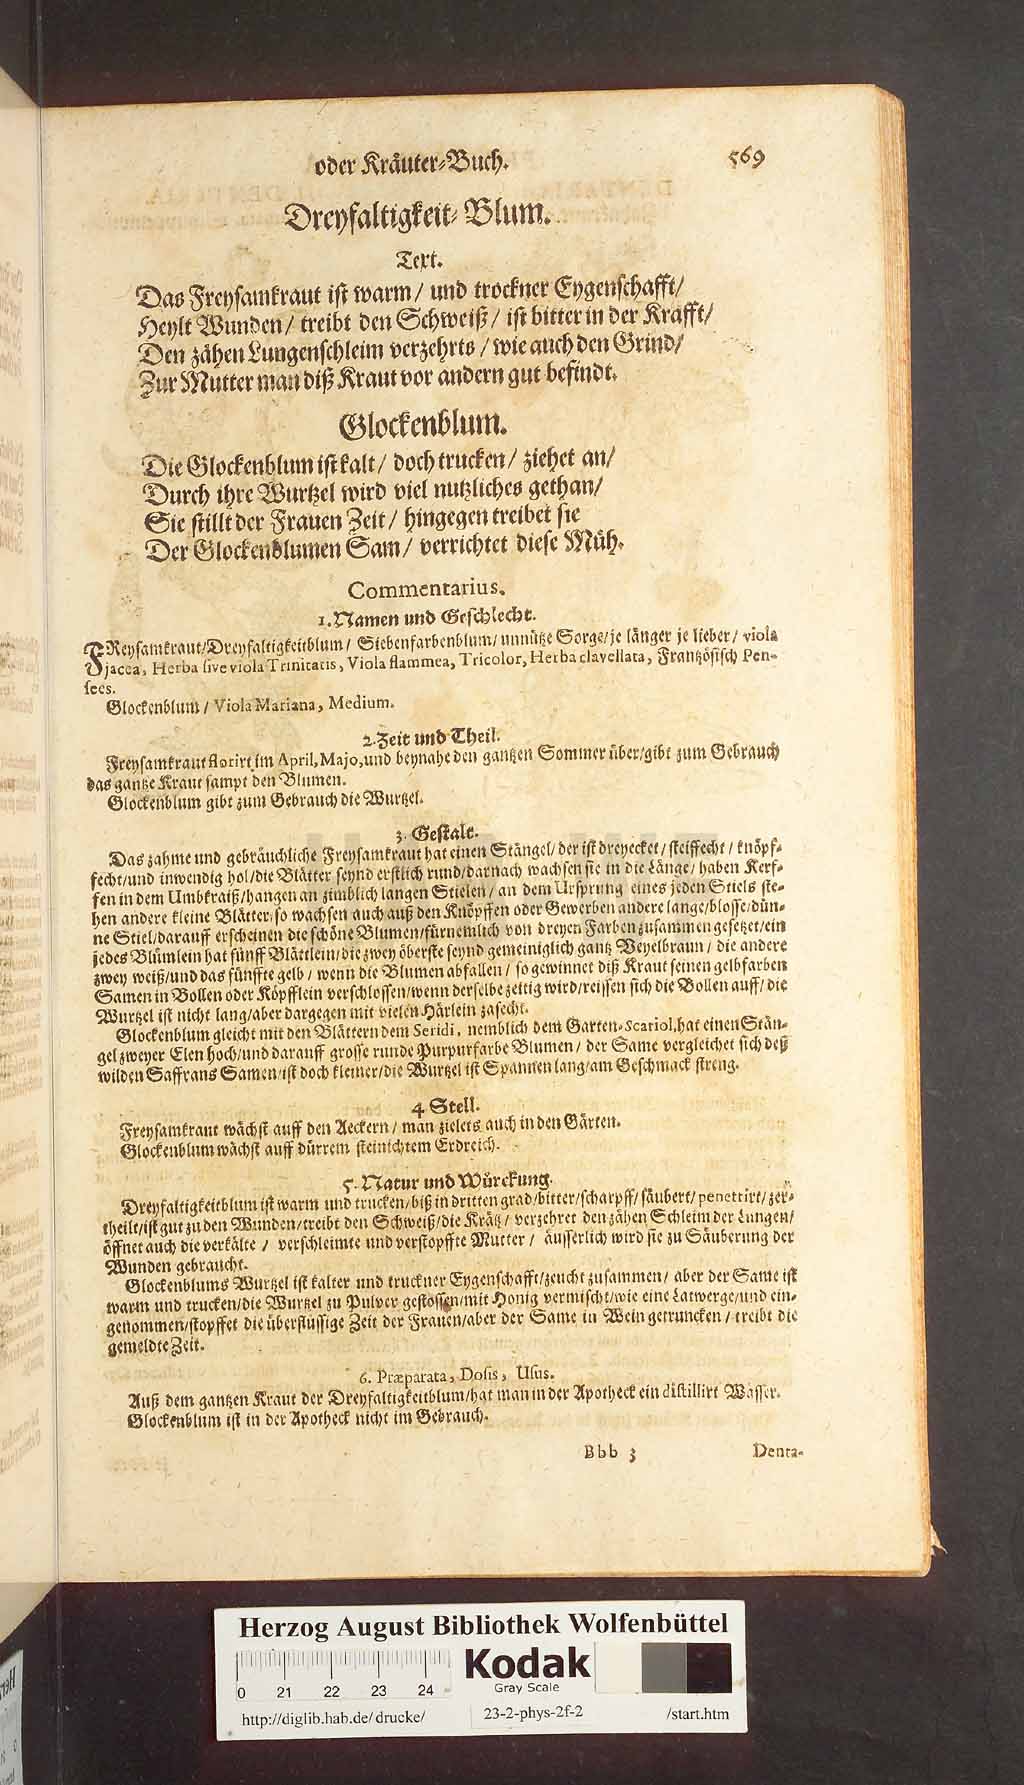 oder Kräuter-Buch. 569
Dreyfaltigkeit-Blum.
Text.
Das Freysamkraut ist warm/ und trockner Eygenschafft/
Heylt Wunden/ treibt den Schweiß/ ist bitter in der Krafft/
Den zähen Lungenschleim verzehrts/ wie auch den Grind/
Zur Mutter man diß Kraut vor andern gut befindt.
Glockenblum.
Die Glockenblum ist kalt/ doch trucken/ ziehet an/
Durch ihre Wurtzel wird viel nutzliches gethan/
Sie stillt der Frauen Zeit/ hingegen treibet sie
Der Glockenblumen Sam/ verrichtet diese Müh.
Commentarius.
1. Namen und Geschlecht.
FReysamkraut/Dreyfaltigkeitblum/ Siebenfarbenblum/unnütze Sorge/je länger je lieber/ viola
jacea, Herba sive viola Trinitatis, Viola flammea, Tricolor, Herba clavellata, Frantzösisch Pen-
sees.
Glockenblum/ Viola Mariana, Medium.
2. Zeit und Theil.
Freysamkraut florirt im April, Majo, und beynahe den gantzen Sommer über/gibt zum Gebrauch
das gantze Kraut sampt den Blumen.
Glockenblum gibt zum Gebrauch die Wurtzel.
3. Gestalt.
Das zahme und gebräuchliche Freysamkraut hat einen Stängel/ der ist dreyecket/ steiffecht/ knöpf-
fecht/und inwendig hol/die Blätter seynd erstlich rund/darnach wachsen sie in die Länge/ haben Kerf-
fen in dem Umbkraiß/hangen an zimblich langen Stielen/ an dem Ursprung eines jeden Stiels ste-
hen andere kleine Blätter/so wachsen auch auß den Knöpffen oder Gewerben andere lange/blosse/dün-
ne Stiel/darauff erscheinen die schöne Blumen/fürnemlich von dreyen Farben zusammen gesetzet/ein
jedes Blümlein hat fünff Blättlein/die zwey öberste seynd gemeiniglich gantz Veyelbraun/ die andere
zwey weiß/und das fünffte gelb/ wenn die Blumen abfallen/ so gewinnet diß Kraut seinen gelbfarben
Samen in Bollen oder Köpfflein verschlossen/wenn derselbe zeitig wird/reissen sich die Bollen auff/ die
Wurtzel ist nicht lang/aber dargegen mit vielen Härlein zasecht.
Glockenblum gleicht mit den Blättern dem Seridi, nemblich dem Garten-Scariol, hat einen Stän-
gel zweyer Elen hoch/und darauff grosse runde Purpurfarbe Blumen/ der Same vergleichet sich deß
wilden Saffrans Samen/ist doch kleiner/die Wurtzel ist Spannen lang/am Geschmack streng.
4. Stell.
Freysamkraut wächst auff den Aeckern/ man zielets auch in den Gärten.
Glockenblum wächst auff dürrem steinichtem Erdreich.
5. Natur und Würckung.
Dreyfaltigkeitblum ist warm und trucken/biß in dritten grad/bitter/scharpff/säubert/penettirt/zer-
theilt/ist gut zu den Wunden/treibt den Schweiß/die Krätz/ verzehret den zähen Schleim der Lungen/
öffnet auch die verkälte/ verschleimte und verstopffte Mutter/ äusserlich wird sie zu Säuberung der
Wunden gebraucht.
Glockenblums Wurtzel ist kalter und truckner Eygenschafft/zeucht zusammen/ aber der Same ist
warm und trucken/die Wurtzel zu Pulver gestossen/mit Honig vermischt/wie eine Latwerge/und ein-
genommen/stopffet die überflüssige Zeit der Frauen/aber der Same in Wein getruncken/ treibt die
gemeldte Zeit.
6. Præparata, Dosis, Usus.
Auß dem gantzen Kraut der Dreyfaltigkeitblum/hat man in der Apotheck ein distillirt Wasser.
Glockenblum ist in der Apotheck nicht im Gebrauch.
Bbb 3 Denta-
Herzog August Bibliothek Wolfenbüttel
Kodak
Gray Scale
0 21 22 23 24
http://diglib.hab.de/drucke/ 23-2-phys-2f-2 /start.htm